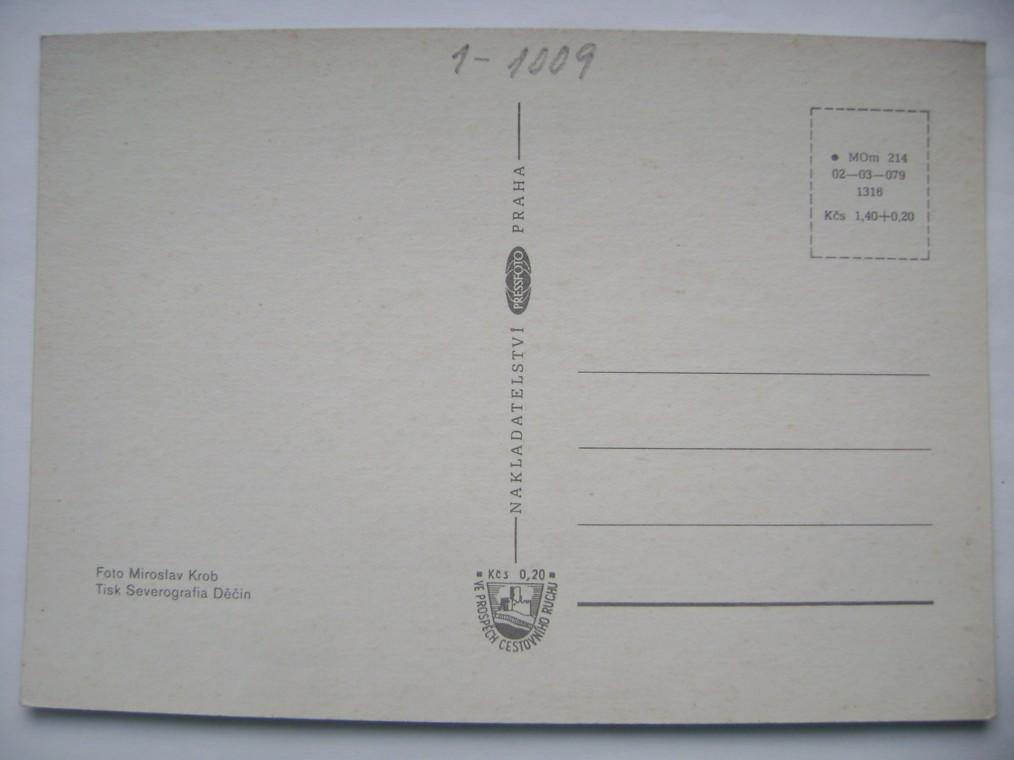 1 - 1009
• MOm 214
02—03—079
1316
Kčs 1,40+0,20
NAKLADATELSTVÍ PRESSFOTO PRAHA
Foto Miroslav Krob
Tisk Severografia Děčín
▪ Kčs 0,20 ▪
VE PROSPĚCH CESTOVNÍHO RUCHU